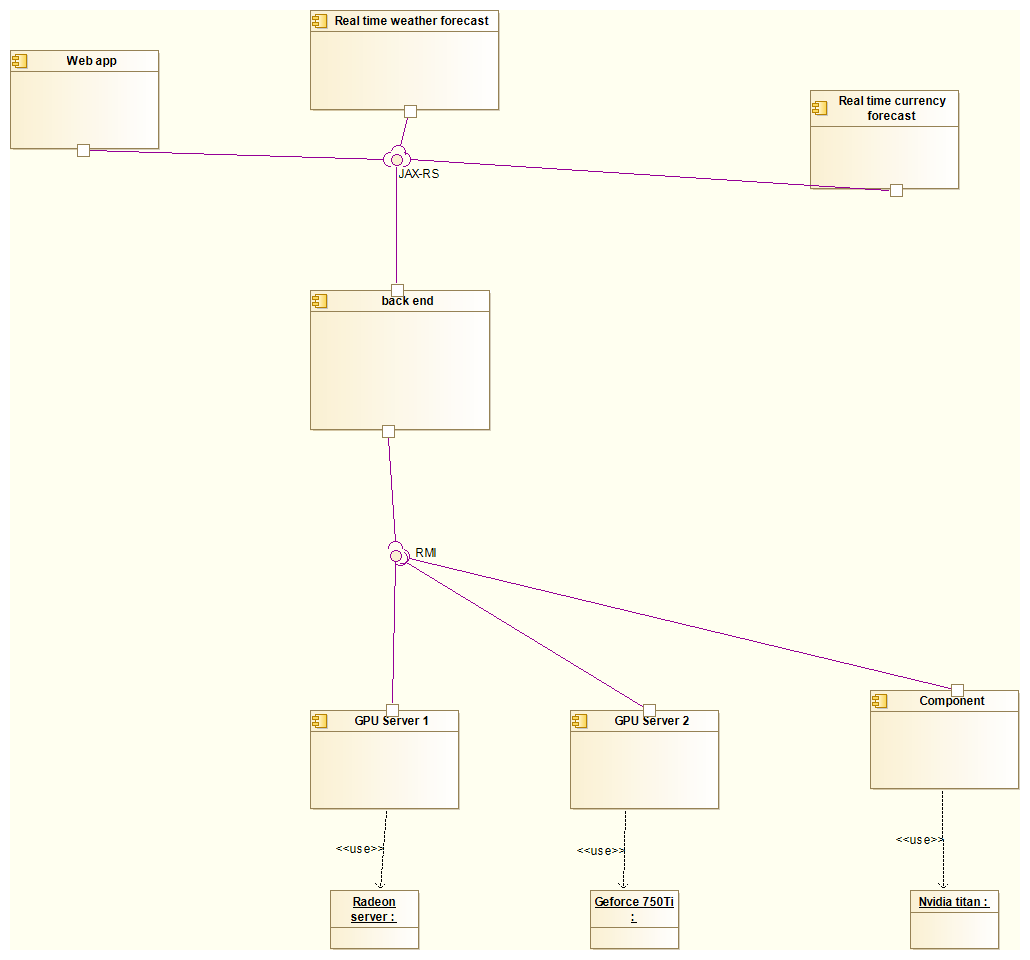 Real time weather forecast
Web app
Real time currency
forecast
JAX-RS
back end
RMI
GPU Server 1
GPU Server 2
Component
<<use>>
<<use>>
<<use>>
Radeon
server :
Geforce 750Ti
:
Nvidia titan :